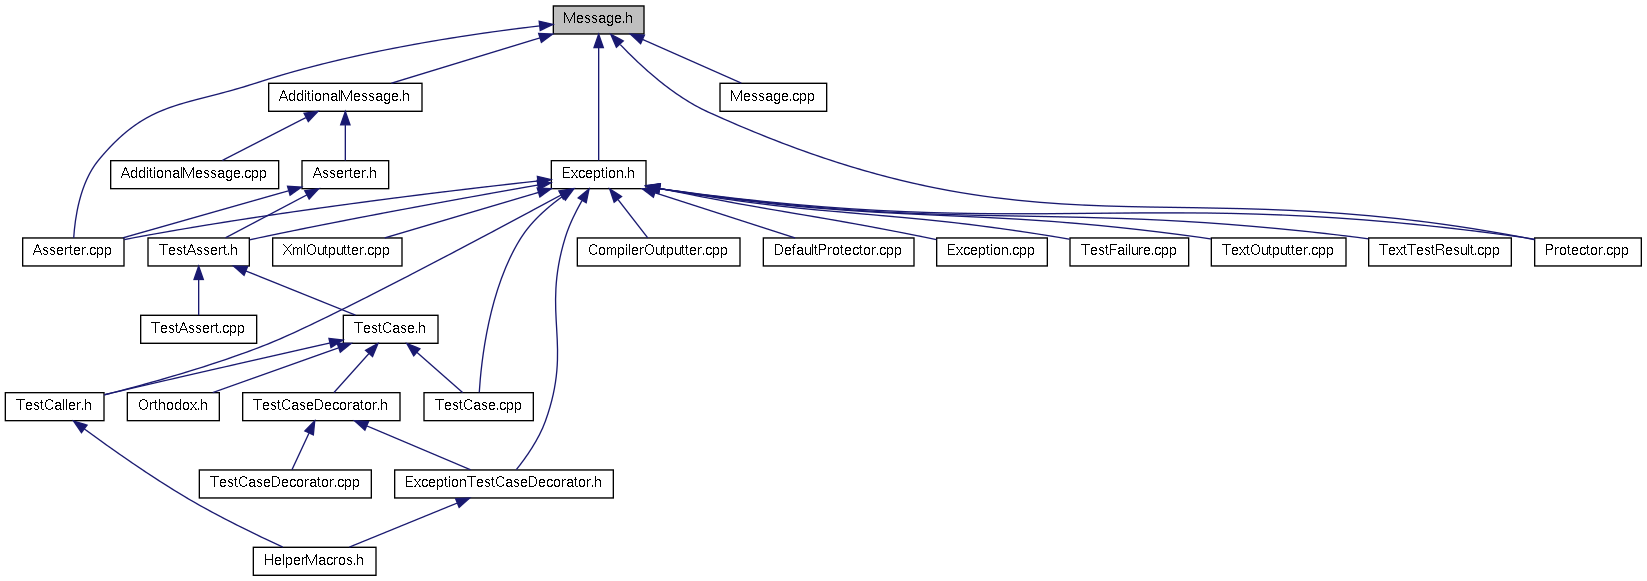 Message.h
AdditionalMessage.h
Message.cpp
AdditionalMessage.cpp
Asserter.h
Exception.h
Asserter.cpp
TestAssert.h
XmlOutputter.cpp
CompilerOutputter.cpp
DefaultProtector.cpp
Exception.cpp
TestFailure.cpp
TextOutputter.cpp
TextTestResult.cpp
Protector.cpp
TestAssert.cpp
TestCase.h
TestCaller.h
Orthodox.h
TestCaseDecorator.h
TestCase.cpp
TestCaseDecorator.cpp
ExceptionTestCaseDecorator.h
HelperMacros.h